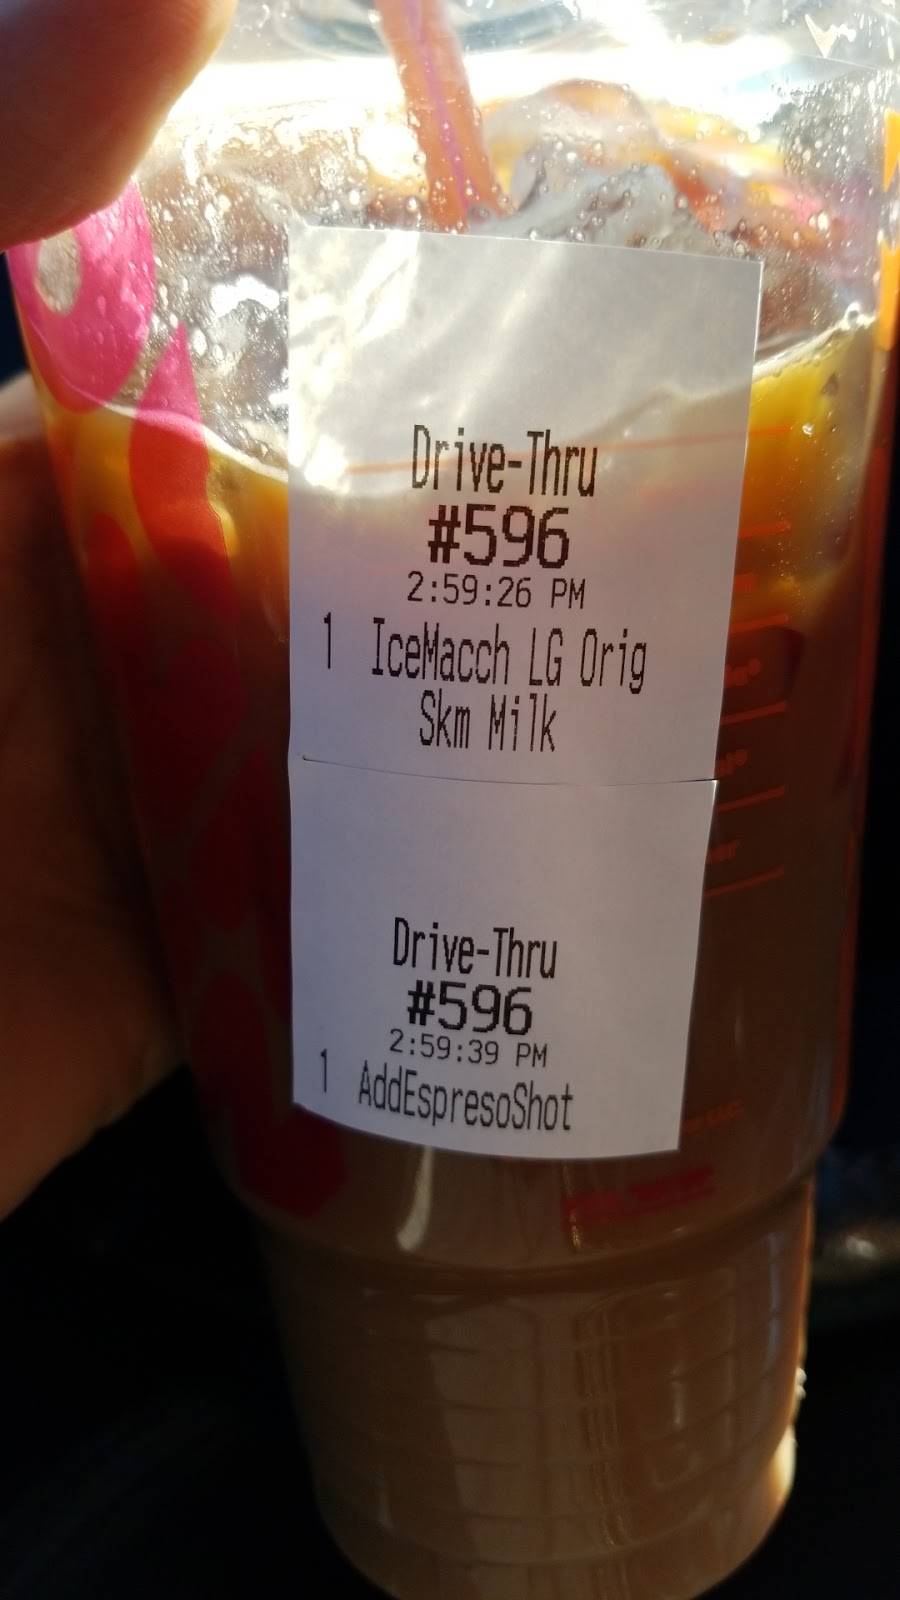 Drive-Thru
#596
2:59:26 PM
1 IceMacch LG Orig
Skm Milk
Drive-Thru
#596
2:59:39 PM
1 AddEspresoShot